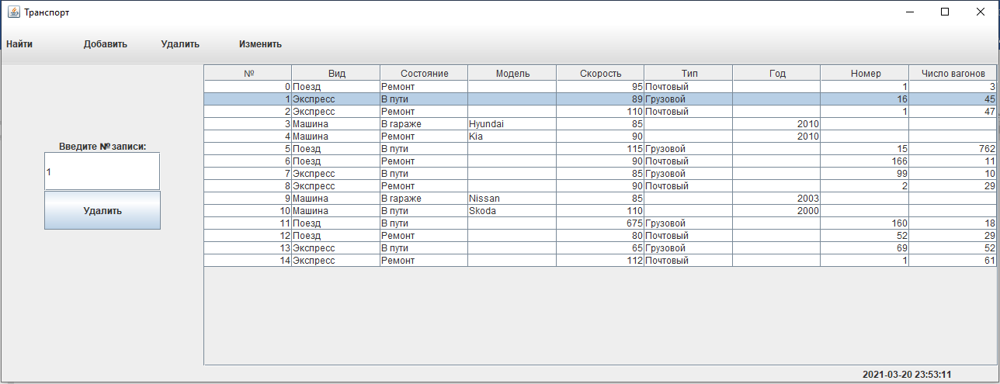 Транспорт
Найти Добавить Удалить Изменить
№ Вид Состояние Модель Скорость Тип Год Номер Число вагонов
0 Поезд Ремонт 95 Почтовый 1 3
1 Экспресс В пути 89 Грузовой 16 45
2 Экспресс Ремонт 110 Почтовый 1 47
3 Машина В гараже Hyundai 85 2010
4 Машина Ремонт Kia 90 2010
5 Поезд В пути 115 Грузовой 15 762
6 Поезд Ремонт 90 Почтовый 166 11
7 Экспресс В пути 85 Грузовой 99 10
8 Экспресс Ремонт 90 Почтовый 2 29
9 Машина В гараже Nissan 85 2003
10 Машина В пути Skoda 110 2000
11 Поезд В пути 675 Грузовой 160 18
12 Поезд Ремонт 80 Почтовый 52 29
13 Экспресс В пути 65 Грузовой 69 52
14 Экспресс Ремонт 112 Почтовый 1 61
Введите № записи:
1
Удалить
2021-03-20 23:53:11